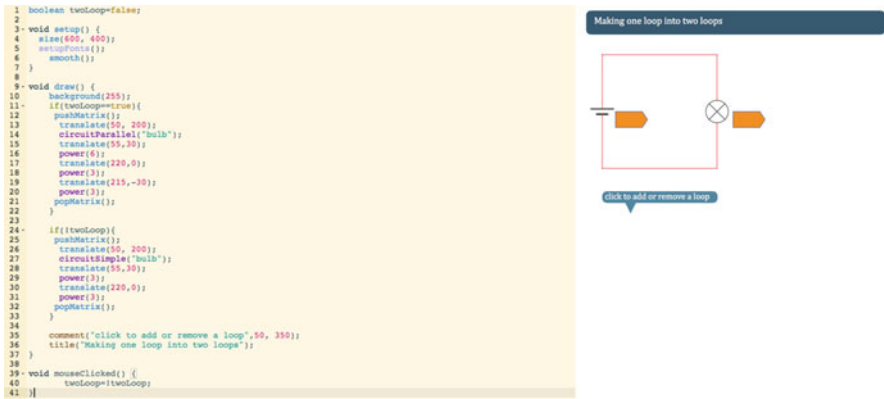 1 boolean twoLoop=false;
2
3 void setup() {
4 size(600, 400);
5 setupFonts();
6 smooth();
7 }
8
9 void draw() {
10 background(255);
11 if(twoLoop==true){
12 pushMatrix();
13 translate(50, 200);
14 circuitParallel("bulb");
15 translate(55,30);
16 power(6);
17 translate(220,0);
18 power(3);
19 translate(215,-30);
20 power(3);
21 popMatrix();
22 }
23
24 if(!twoLoop){
25 pushMatrix();
26 translate(50, 200);
27 circuitSimple("bulb");
28 translate(55,30);
29 power(3);
30 translate(220,0);
31 power(3);
32 popMatrix();
33 }
34
35 comment("click to add or remove a loop",50, 350);
36 title("Making one loop into two loops");
37 }
38
39 void mouseClicked() {
40 twoLoop=!twoLoop;
41 }
Making one loop into two loops
click to add or remove a loop